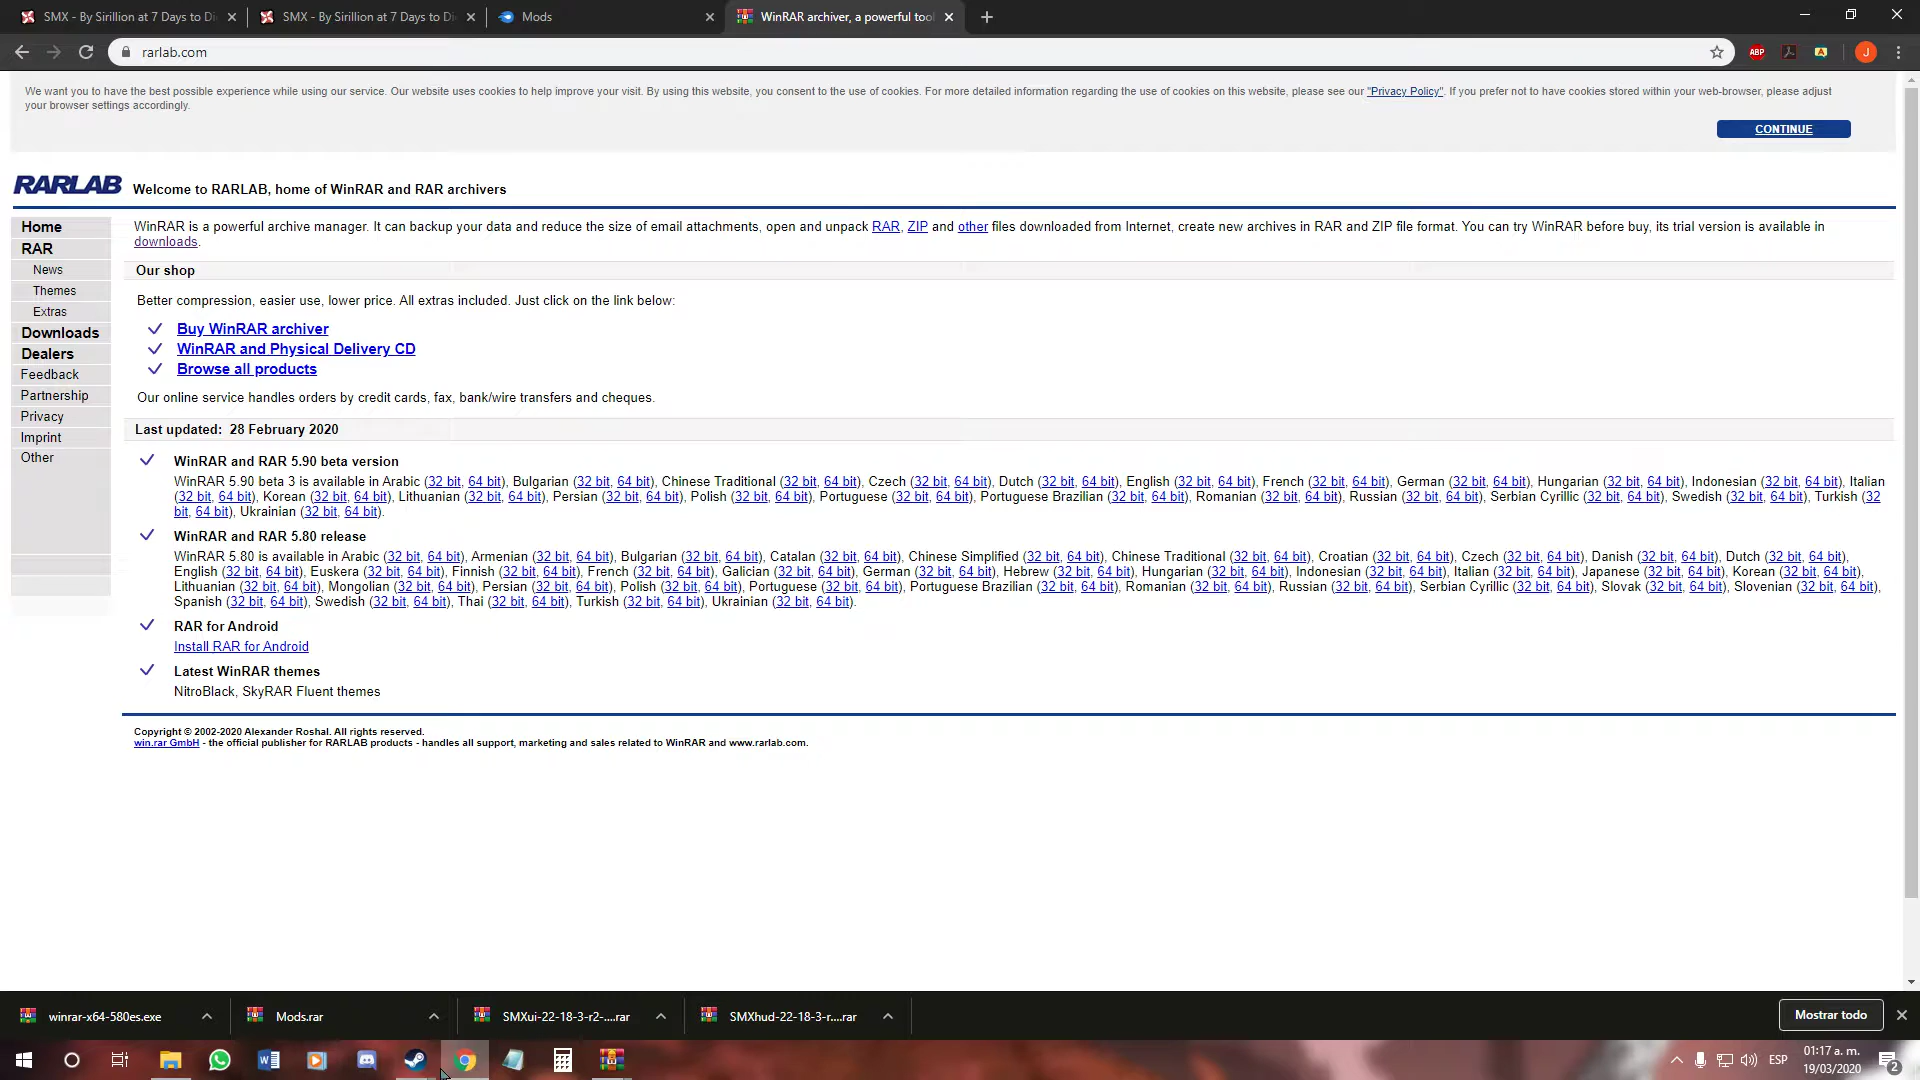 SMX - By Sirillion at 7 Days to Di
SMX - By Sirillion at 7 Days to Di
Mods
WinRAR archiver, a powerful tool
rarlab.com
ABP
J
We want you to have the best possible experience while using our service. Our website uses cookies to help improve your visit. By using this website, you consent to the use of cookies. For more detailed information regarding the use of cookies on this website, please see our "Privacy Policy". If you prefer not to have cookies stored within your web-browser, please adjust
your browser settings accordingly.
CONTINUE
RARLAB Welcome to RARLAB, home of WinRAR and RAR archivers
Home
RAR
News
Themes
Extras
Downloads
Dealers
Feedback
Partnership
Privacy
Imprint
Other
WinRAR is a powerful archive manager. It can backup your data and reduce the size of email attachments, open and unpack RAR, ZIP and other files downloaded from Internet, create new archives in RAR and ZIP file format. You can try WinRAR before buy, its trial version is available in
downloads.
Our shop
Better compression, easier use, lower price. All extras included. Just click on the link below:
Buy WinRAR archiver
WinRAR and Physical Delivery CD
Browse all products
Our online service handles orders by credit cards, fax, bank/wire transfers and cheques.
Last updated: 28 February 2020
WinRAR and RAR 5.90 beta version
WinRAR 5.90 beta 3 is available in Arabic (32 bit, 64 bit), Bulgarian (32 bit, 64 bit), Chinese Traditional (32 bit, 64 bit), Czech (32 bit, 64 bit), Dutch (32 bit, 64 bit), English (32 bit, 64 bit), French (32 bit, 64 bit), German (32 bit, 64 bit), Hungarian (32 bit, 64 bit), Indonesian (32 bit, 64 bit), Italian
(32 bit, 64 bit), Korean (32 bit, 64 bit), Lithuanian (32 bit, 64 bit), Persian (32 bit, 64 bit), Polish (32 bit, 64 bit), Portuguese (32 bit, 64 bit), Portuguese Brazilian (32 bit, 64 bit), Romanian (32 bit, 64 bit), Russian (32 bit, 64 bit), Serbian Cyrillic (32 bit, 64 bit), Swedish (32 bit, 64 bit), Turkish (32
bit, 64 bit), Ukrainian (32 bit, 64 bit).
WinRAR and RAR 5.80 release
WinRAR 5.80 is available in Arabic (32 bit, 64 bit), Armenian (32 bit, 64 bit), Bulgarian (32 bit, 64 bit), Catalan (32 bit, 64 bit), Chinese Simplified (32 bit, 64 bit), Chinese Traditional (32 bit, 64 bit), Croatian (32 bit, 64 bit), Czech (32 bit, 64 bit), Danish (32 bit, 64 bit), Dutch (32 bit, 64 bit),
English (32 bit, 64 bit), Euskera (32 bit, 64 bit), Finnish (32 bit, 64 bit), French (32 bit, 64 bit), Galician (32 bit, 64 bit), German (32 bit, 64 bit), Hebrew (32 bit, 64 bit), Hungarian (32 bit, 64 bit), Indonesian (32 bit, 64 bit), Italian (32 bit, 64 bit), Japanese (32 bit, 64 bit), Korean (32 bit, 64 bit),
Lithuanian (32 bit, 64 bit), Mongolian (32 bit, 64 bit), Persian (32 bit, 64 bit), Polish (32 bit, 64 bit), Portuguese (32 bit, 64 bit), Portuguese Brazilian (32 bit, 64 bit), Romanian (32 bit, 64 bit), Russian (32 bit, 64 bit), Serbian Cyrillic (32 bit, 64 bit), Slovak (32 bit, 64 bit), Slovenian (32 bit, 64 bit),
Spanish (32 bit, 64 bit), Swedish (32 bit, 64 bit), Thai (32 bit, 64 bit), Turkish (32 bit, 64 bit), Ukrainian (32 bit, 64 bit).
RAR for Android
Install RAR for Android
Latest WinRAR themes
NitroBlack, SkyRAR Fluent themes
Copyright © 2002-2020 Alexander Roshal. All rights reserved.
win.rar GmbH - the official publisher for RARLAB products - handles all support, marketing and sales related to WinRAR and www.rarlab.com.
winrar-x64-580es.exe
Mods.rar
SMXui-22-18-3-r2-....rar
SMXhud-22-18-3-r....rar
Mostrar todo
ESP
01:17 a. m.
19/03/2020
2